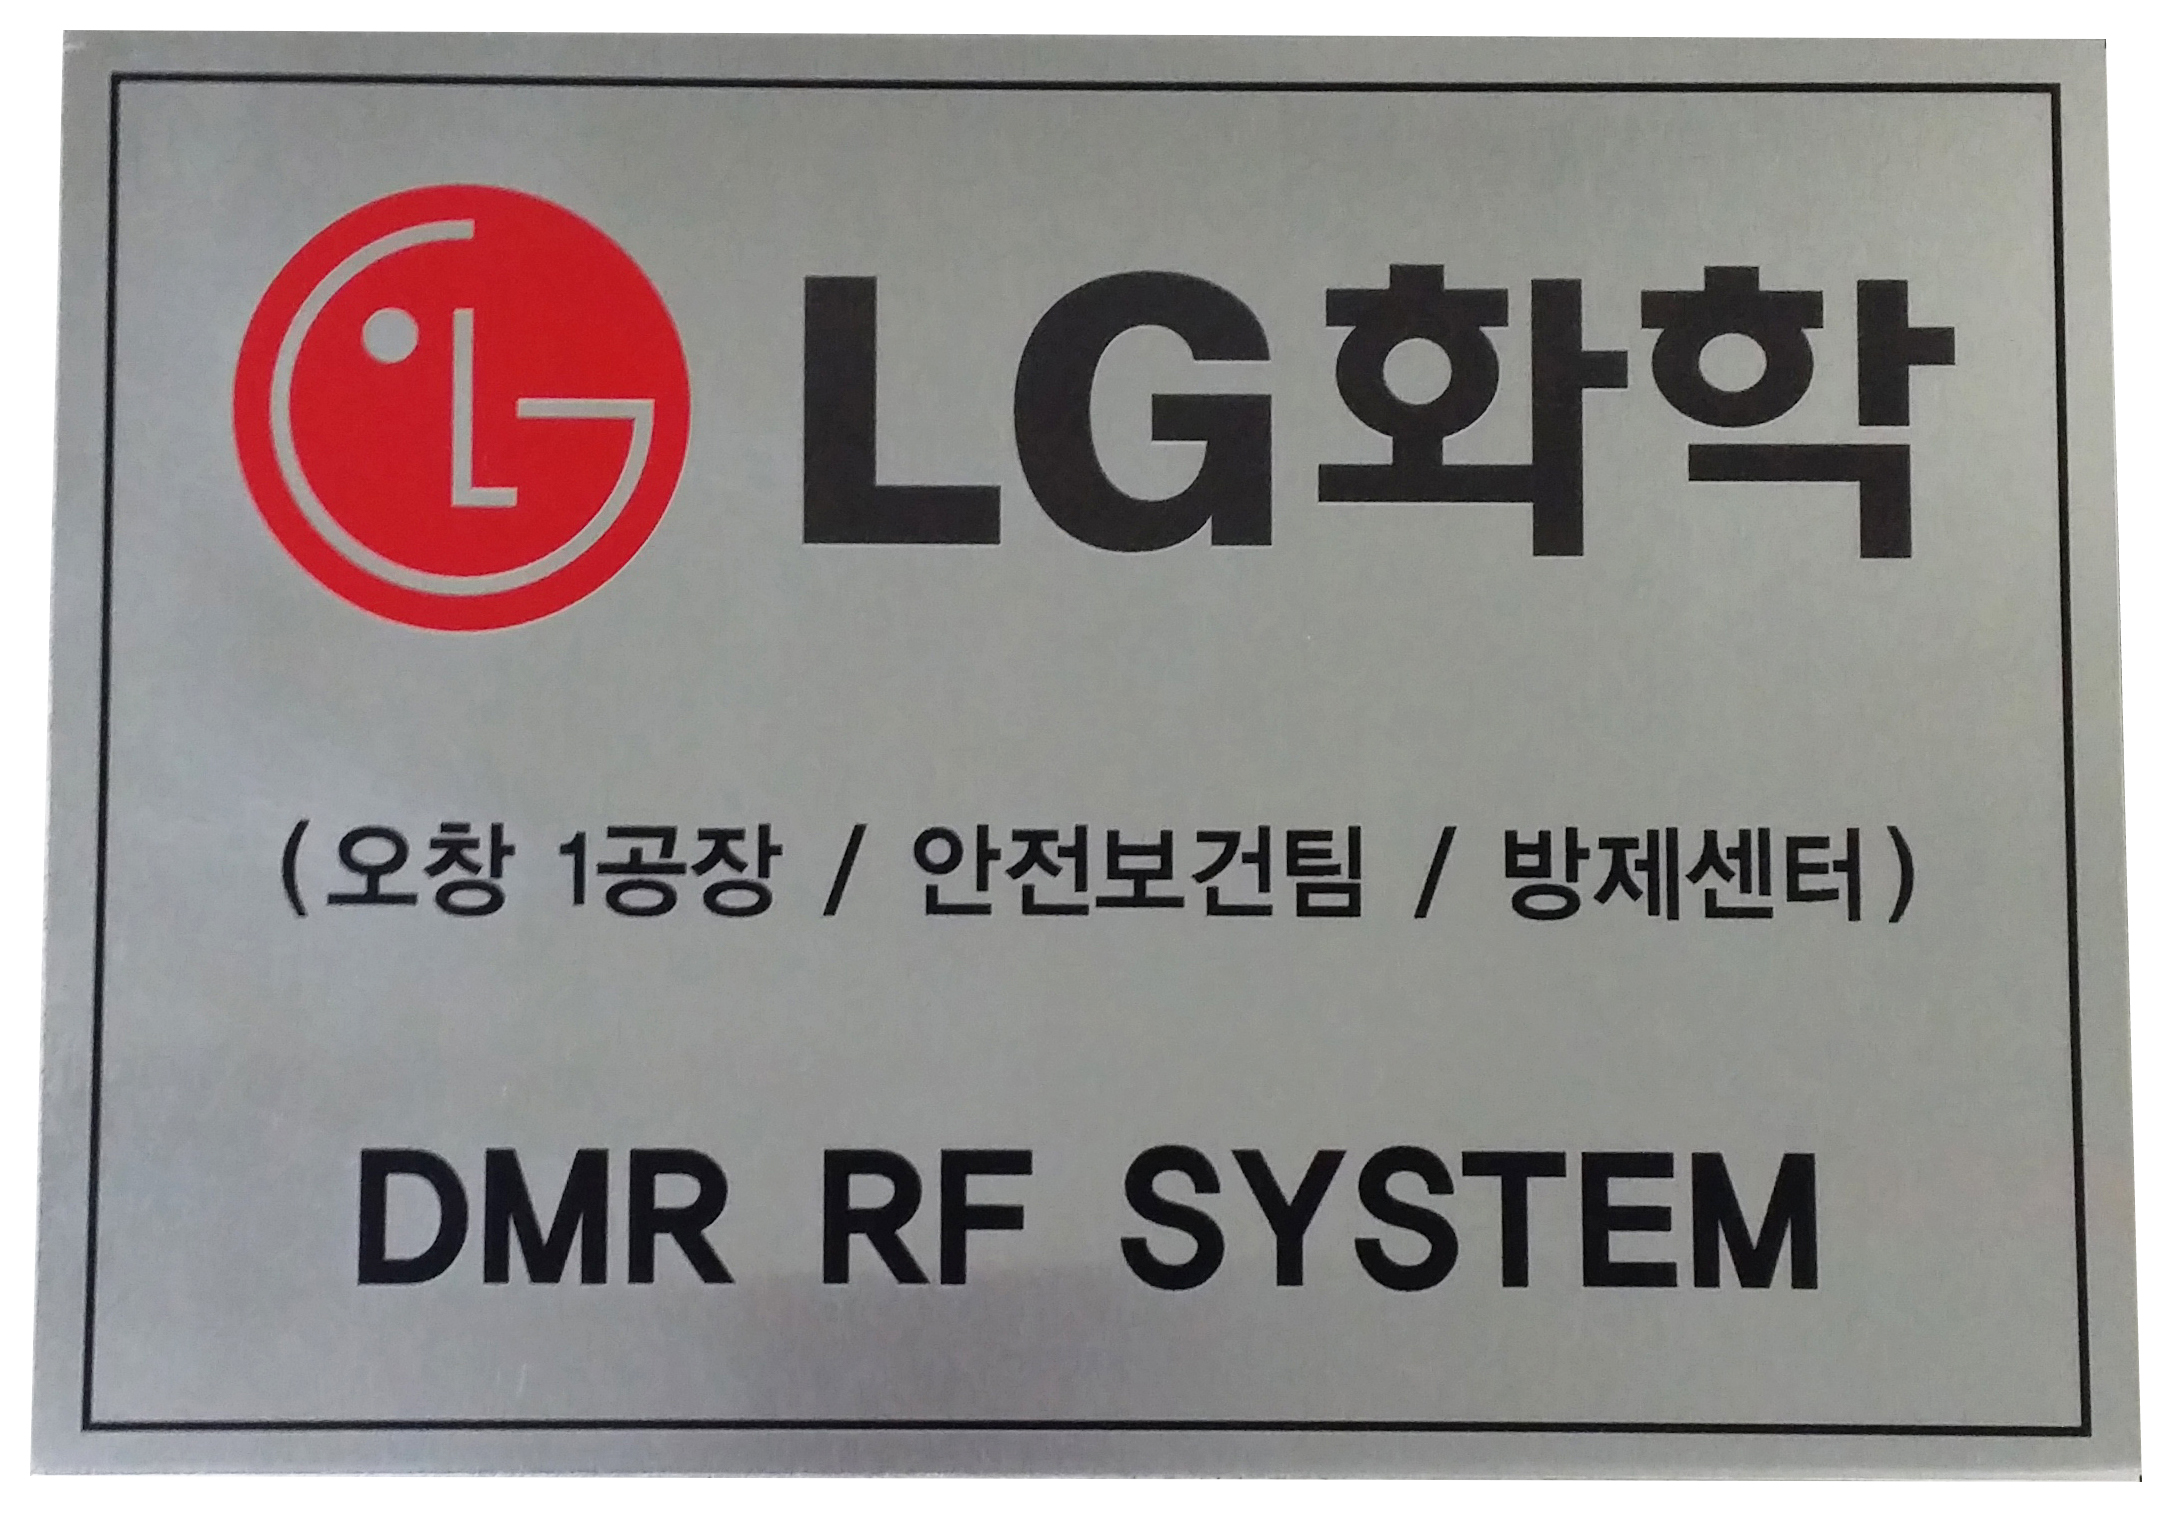 LG화학
(오창 1공장 / 안전보건팀 / 방제센터)
DMR RF SYSTEM